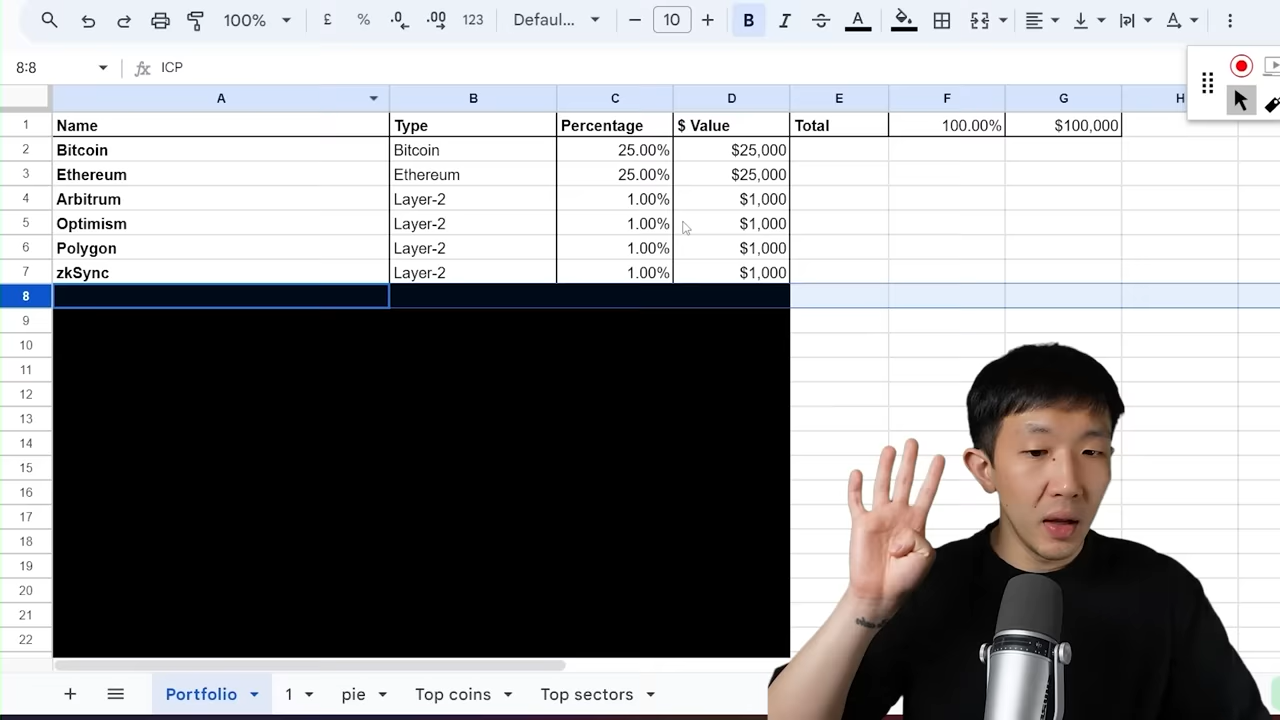 100% £ % .0 .00 123 Defaul... 10 B I A A
8:8 fx ICP
A B C D E F G H
1 Name Type Percentage $ Value Total 100.00% $100,000
2 Bitcoin Bitcoin 25.00% $25,000
3 Ethereum Ethereum 25.00% $25,000
4 Arbitrum Layer-2 1.00% $1,000
5 Optimism Layer-2 1.00% $1,000
6 Polygon Layer-2 1.00% $1,000
7 zkSync Layer-2 1.00% $1,000
8
9
10
11
12
13
14
15
16
17
18
19
20
21
22
Portfolio 1 pie Top coins Top sectors